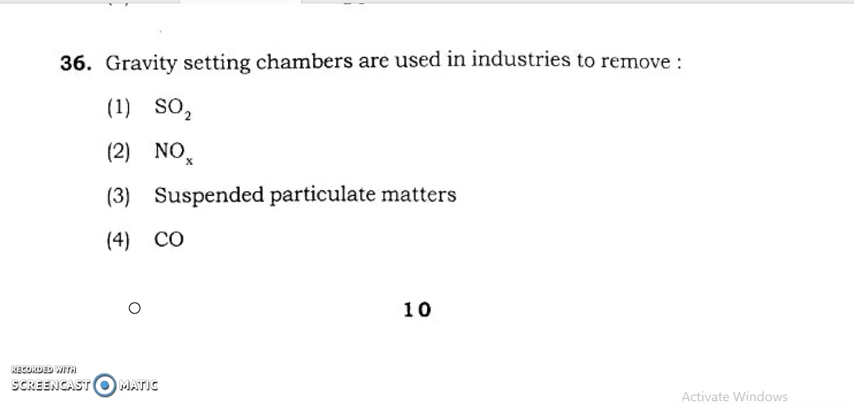 36. Gravity setting chambers are used in industries to remove :
(1) SO₂
(2) NOₓ
(3) Suspended particulate matters
(4) CO
10
RECORDED WITH
SCREENCAST O MATIC
Activate Windows